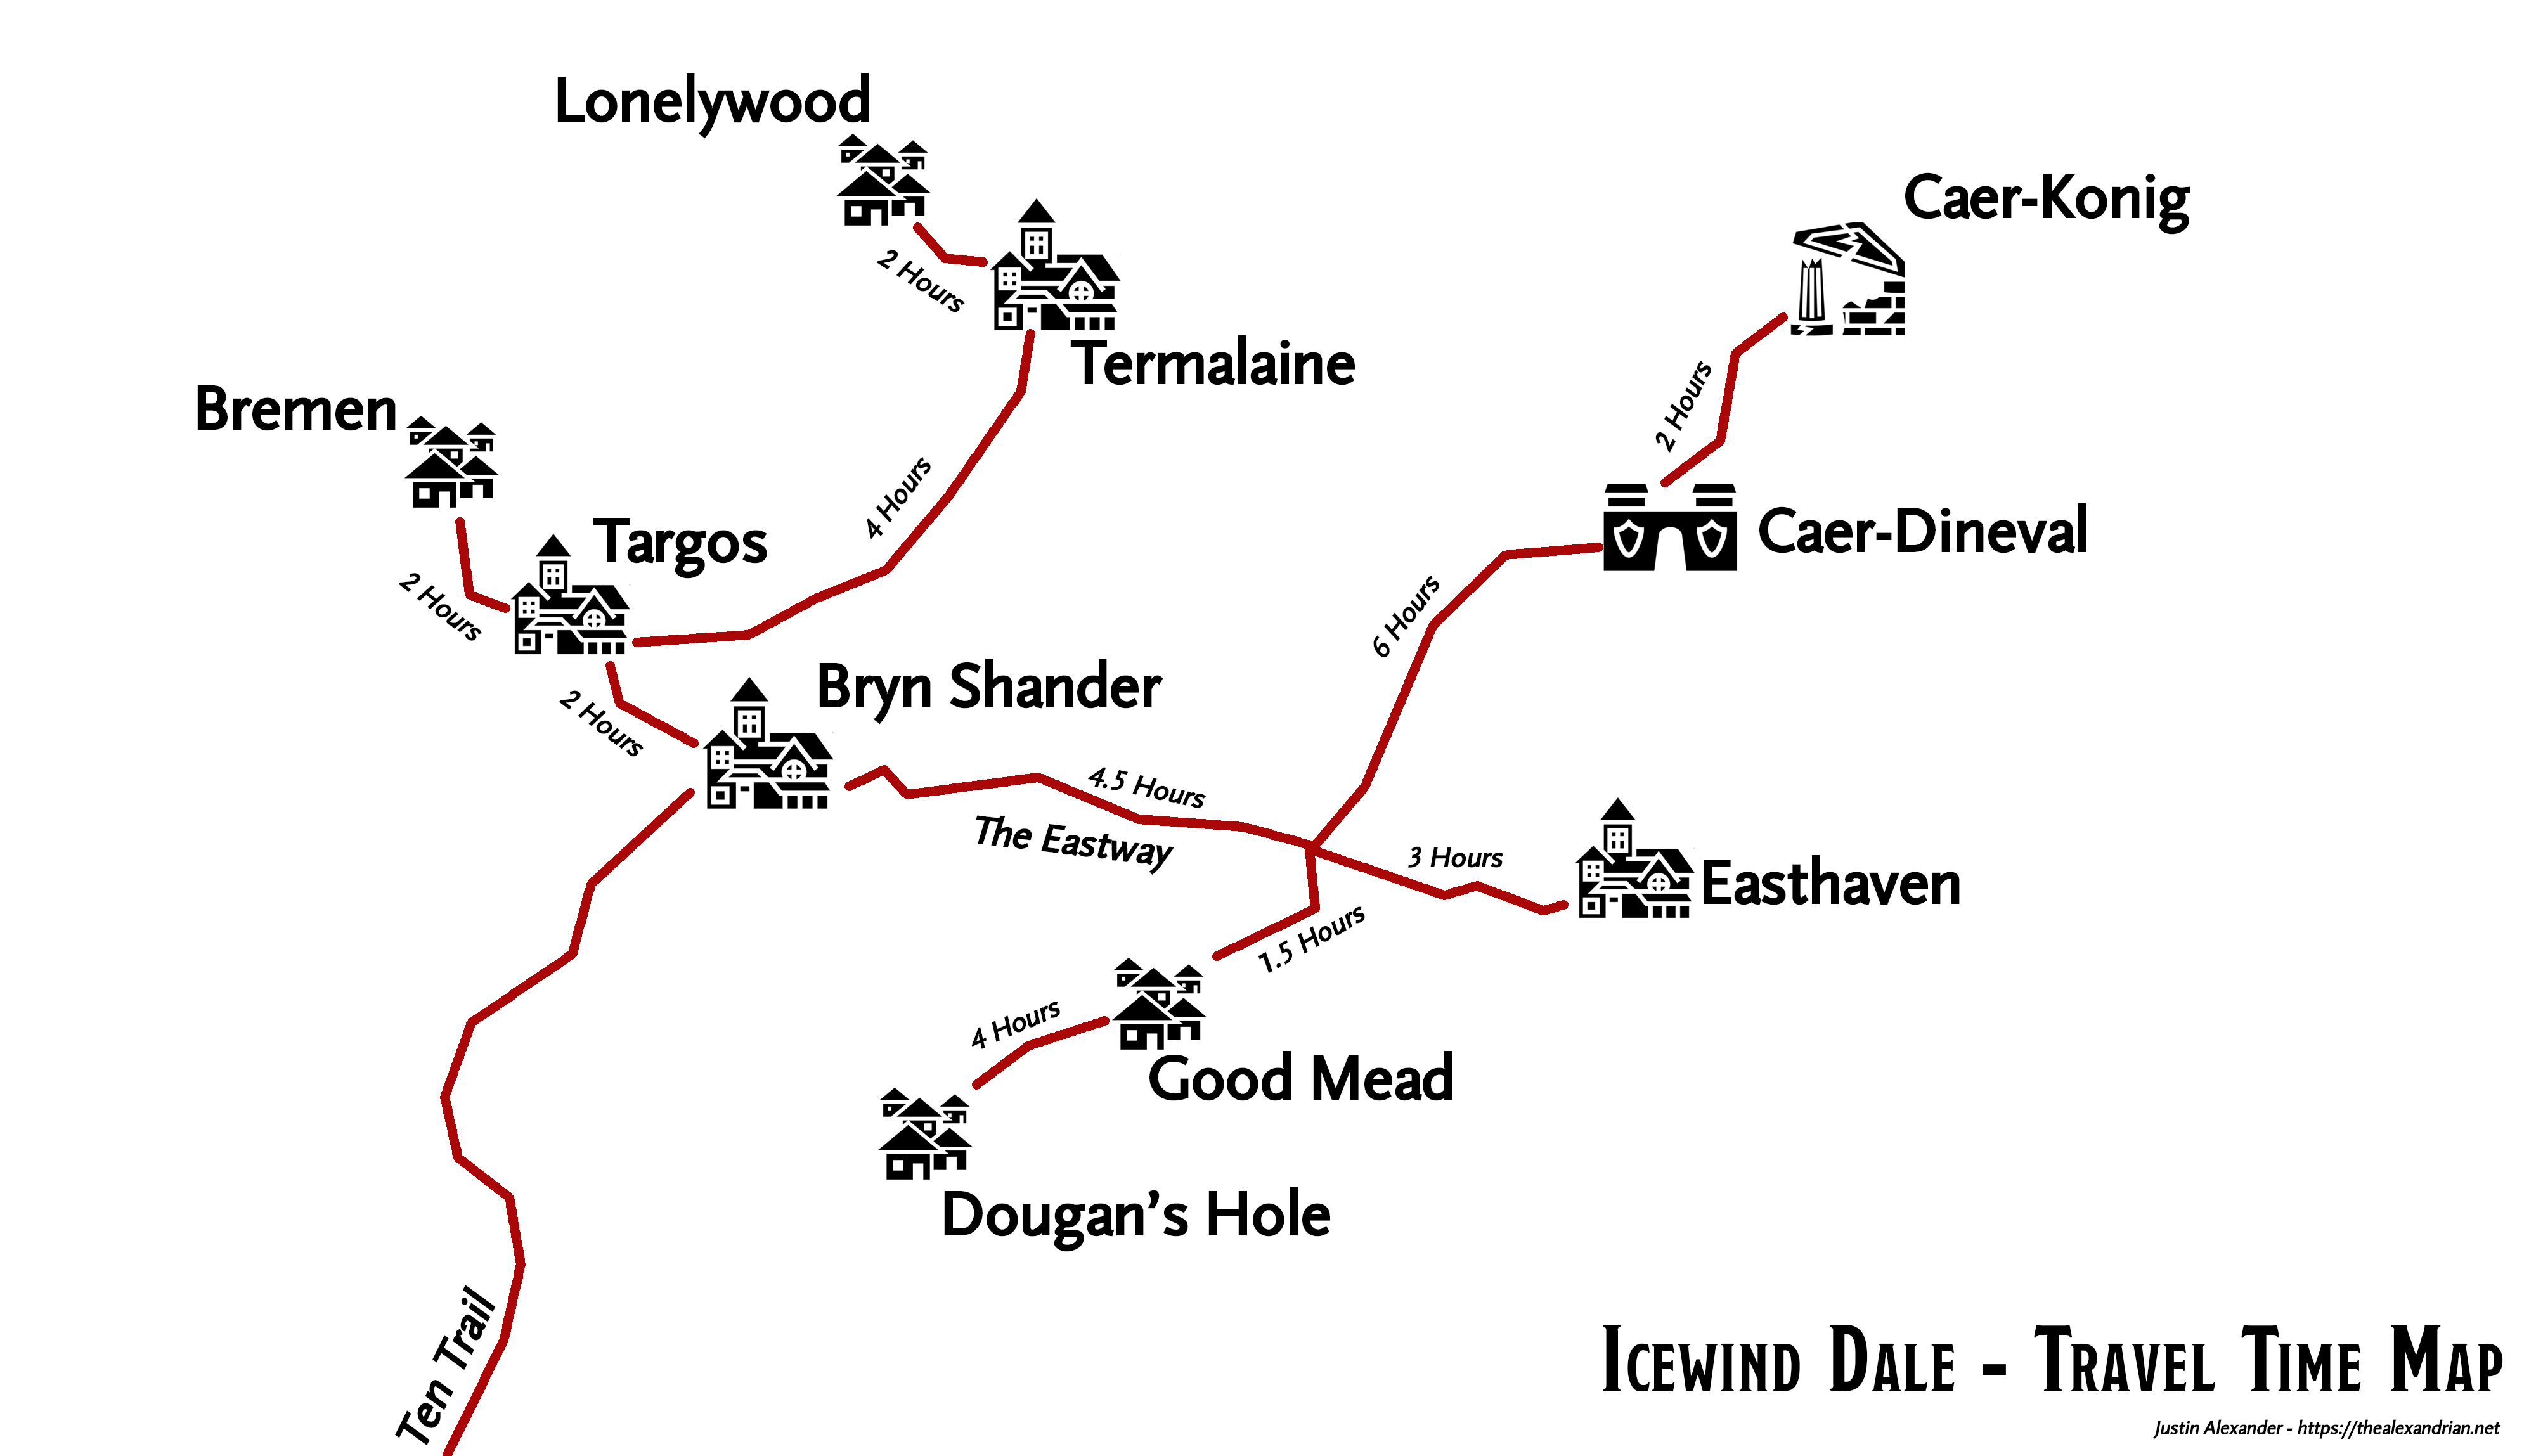 Lonelywood
Caer-Konig
2 Hours
Termalaine
2 Hours
Bremen
4 Hours
Caer-Dineval
Targos
2 Hours
6 Hours
Bryn Shander
2 Hours
4.5 Hours
The Eastway
3 Hours
Easthaven
1.5 Hours
4 Hours
Good Mead
Dougan's Hole
Ten Trail
Icewind Dale - Travel Time Map
Justin Alexander - https://thealexandrian.net